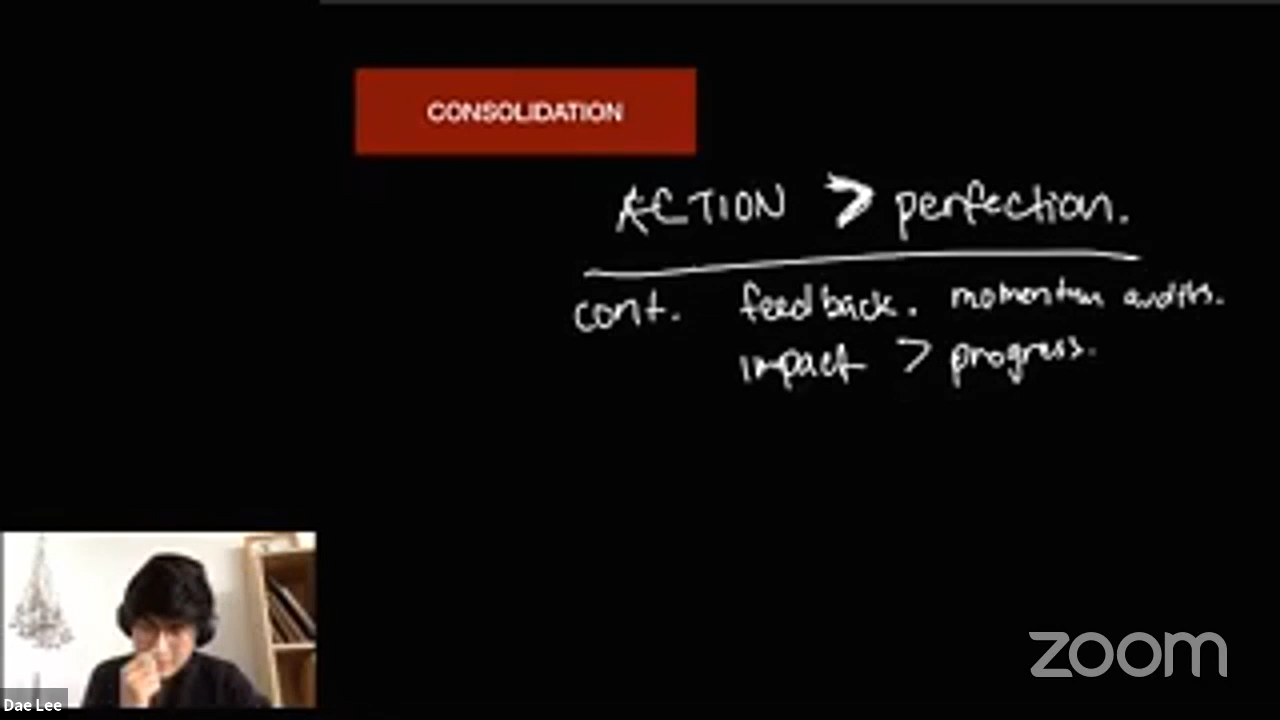 CONSOLIDATION
ACTION > perfection.
cont. feedback. momentum audits.
impact > progress.
zoom
Dae Lee